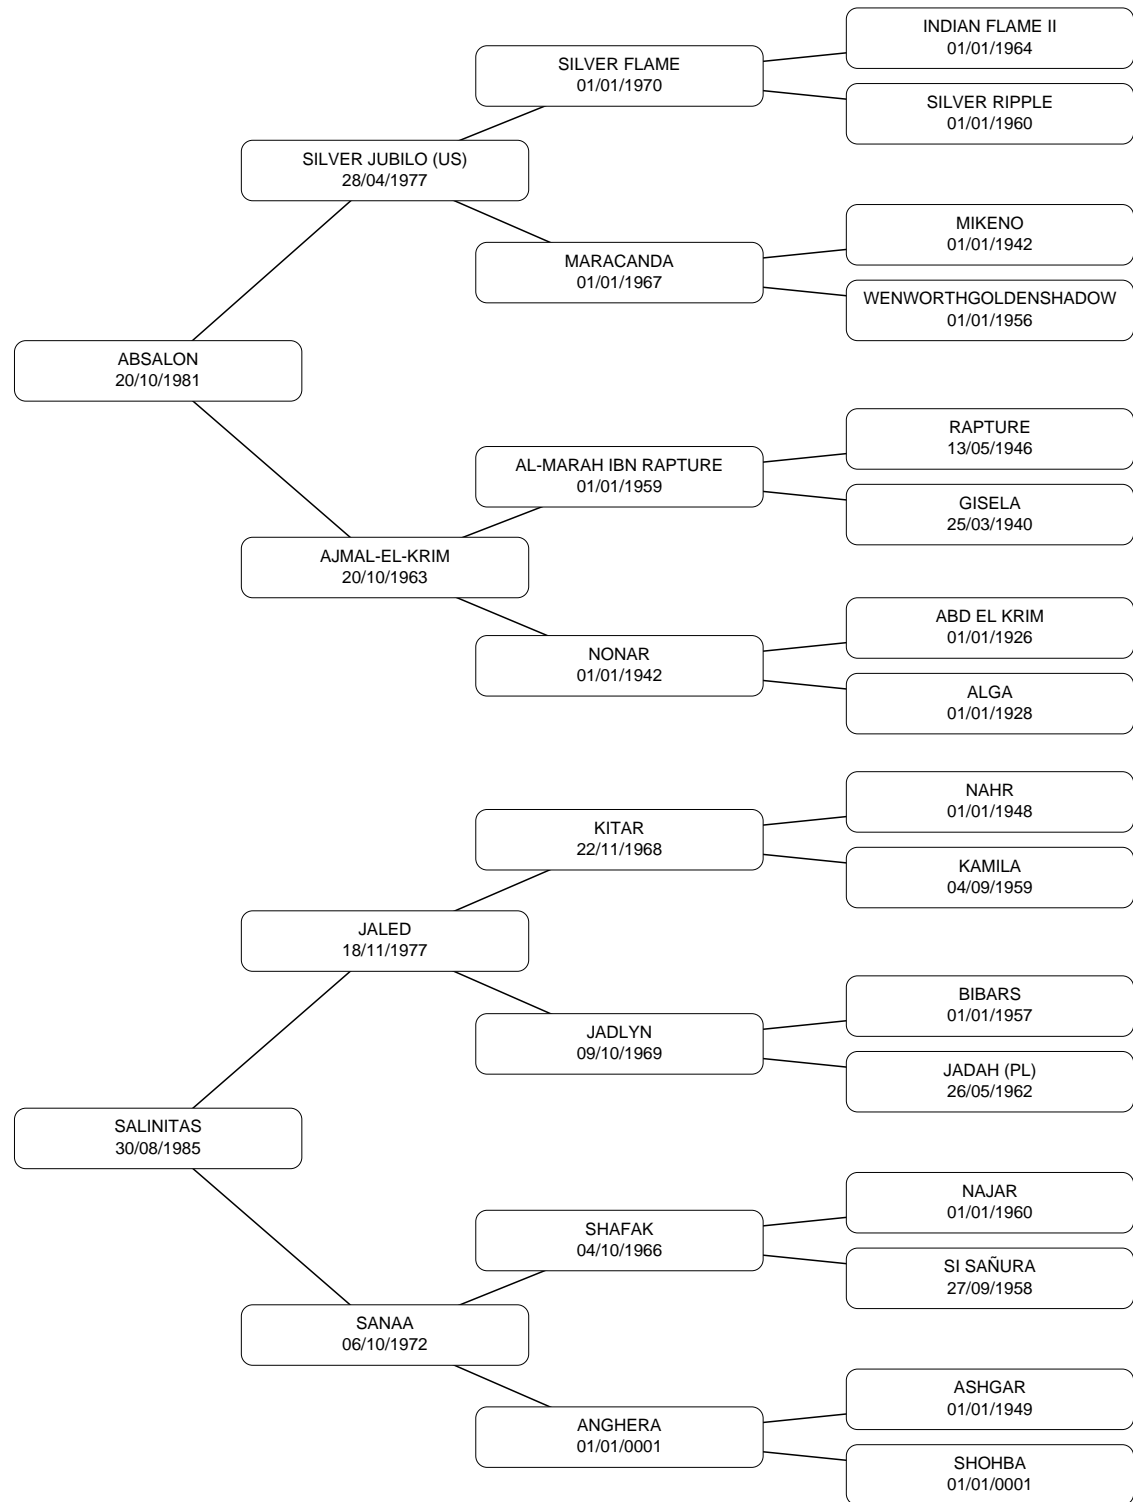 INDIAN FLAME II
01/01/1964
SILVER FLAME
01/01/1970
SILVER RIPPLE
01/01/1960
SILVER JUBILO (US)
28/04/1977
MIKENO
01/01/1942
MARACANDA
01/01/1967
WENWORTHGOLDENSHADOW
01/01/1956
ABSALON
20/10/1981
RAPTURE
13/05/1946
AL-MARAH IBN RAPTURE
01/01/1959
GISELA
25/03/1940
AJMAL-EL-KRIM
20/10/1963
ABD EL KRIM
01/01/1926
NONAR
01/01/1942
ALGA
01/01/1928
NAHR
01/01/1948
KITAR
22/11/1968
KAMILA
04/09/1959
JALED
18/11/1977
BIBARS
01/01/1957
JADLYN
09/10/1969
JADAH (PL)
26/05/1962
SALINITAS
30/08/1985
NAJAR
01/01/1960
SHAFAK
04/10/1966
SI SAÑURA
27/09/1958
SANAA
06/10/1972
ASHGAR
01/01/1949
ANGHERA
01/01/0001
SHOHBA
01/01/0001